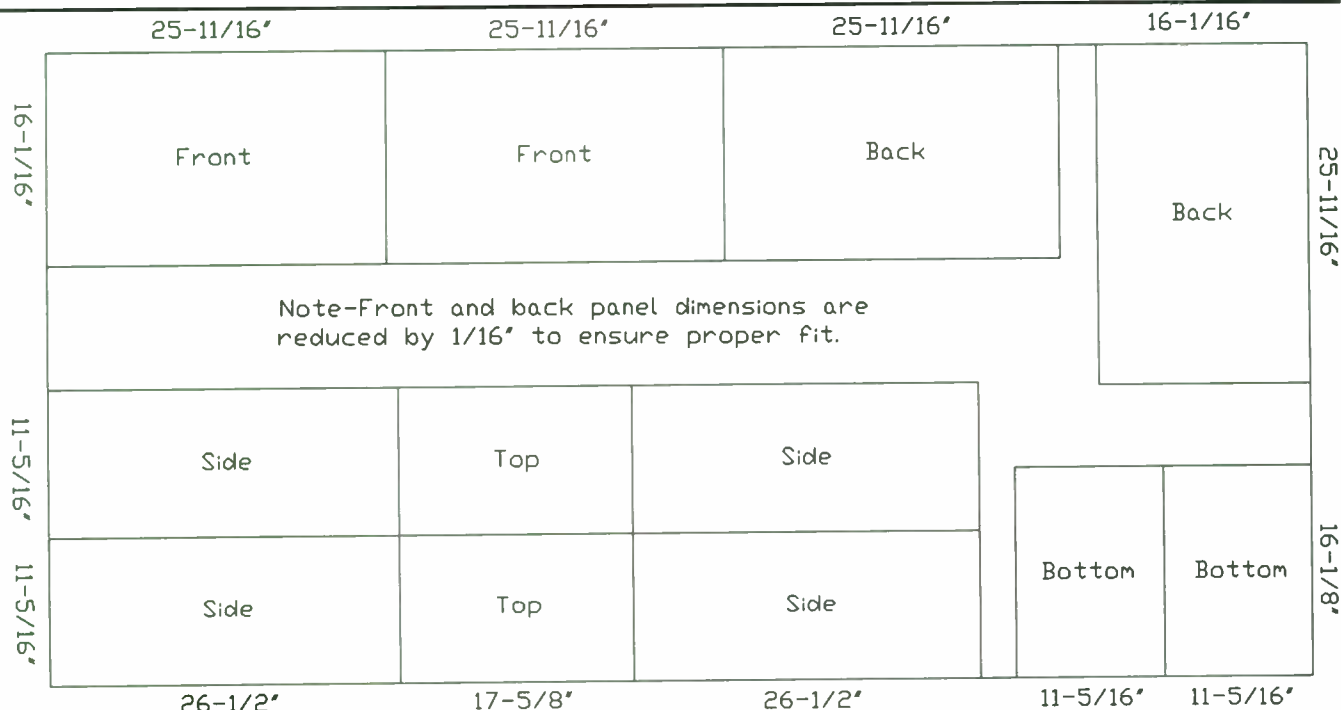 25-11/16" 25-11/16" 25-11/16" 16-1/16"
16-1/16"
Front Front Back
Back
25-11/16"
Note-Front and back panel dimensions are
reduced by 1/16" to ensure proper fit.
11-5/16"
Side Top Side
11-5/16"
Side Top Side
Bottom Bottom
16-1/8"
26-1/2" 17-5/8" 26-1/2" 11-5/16" 11-5/16"